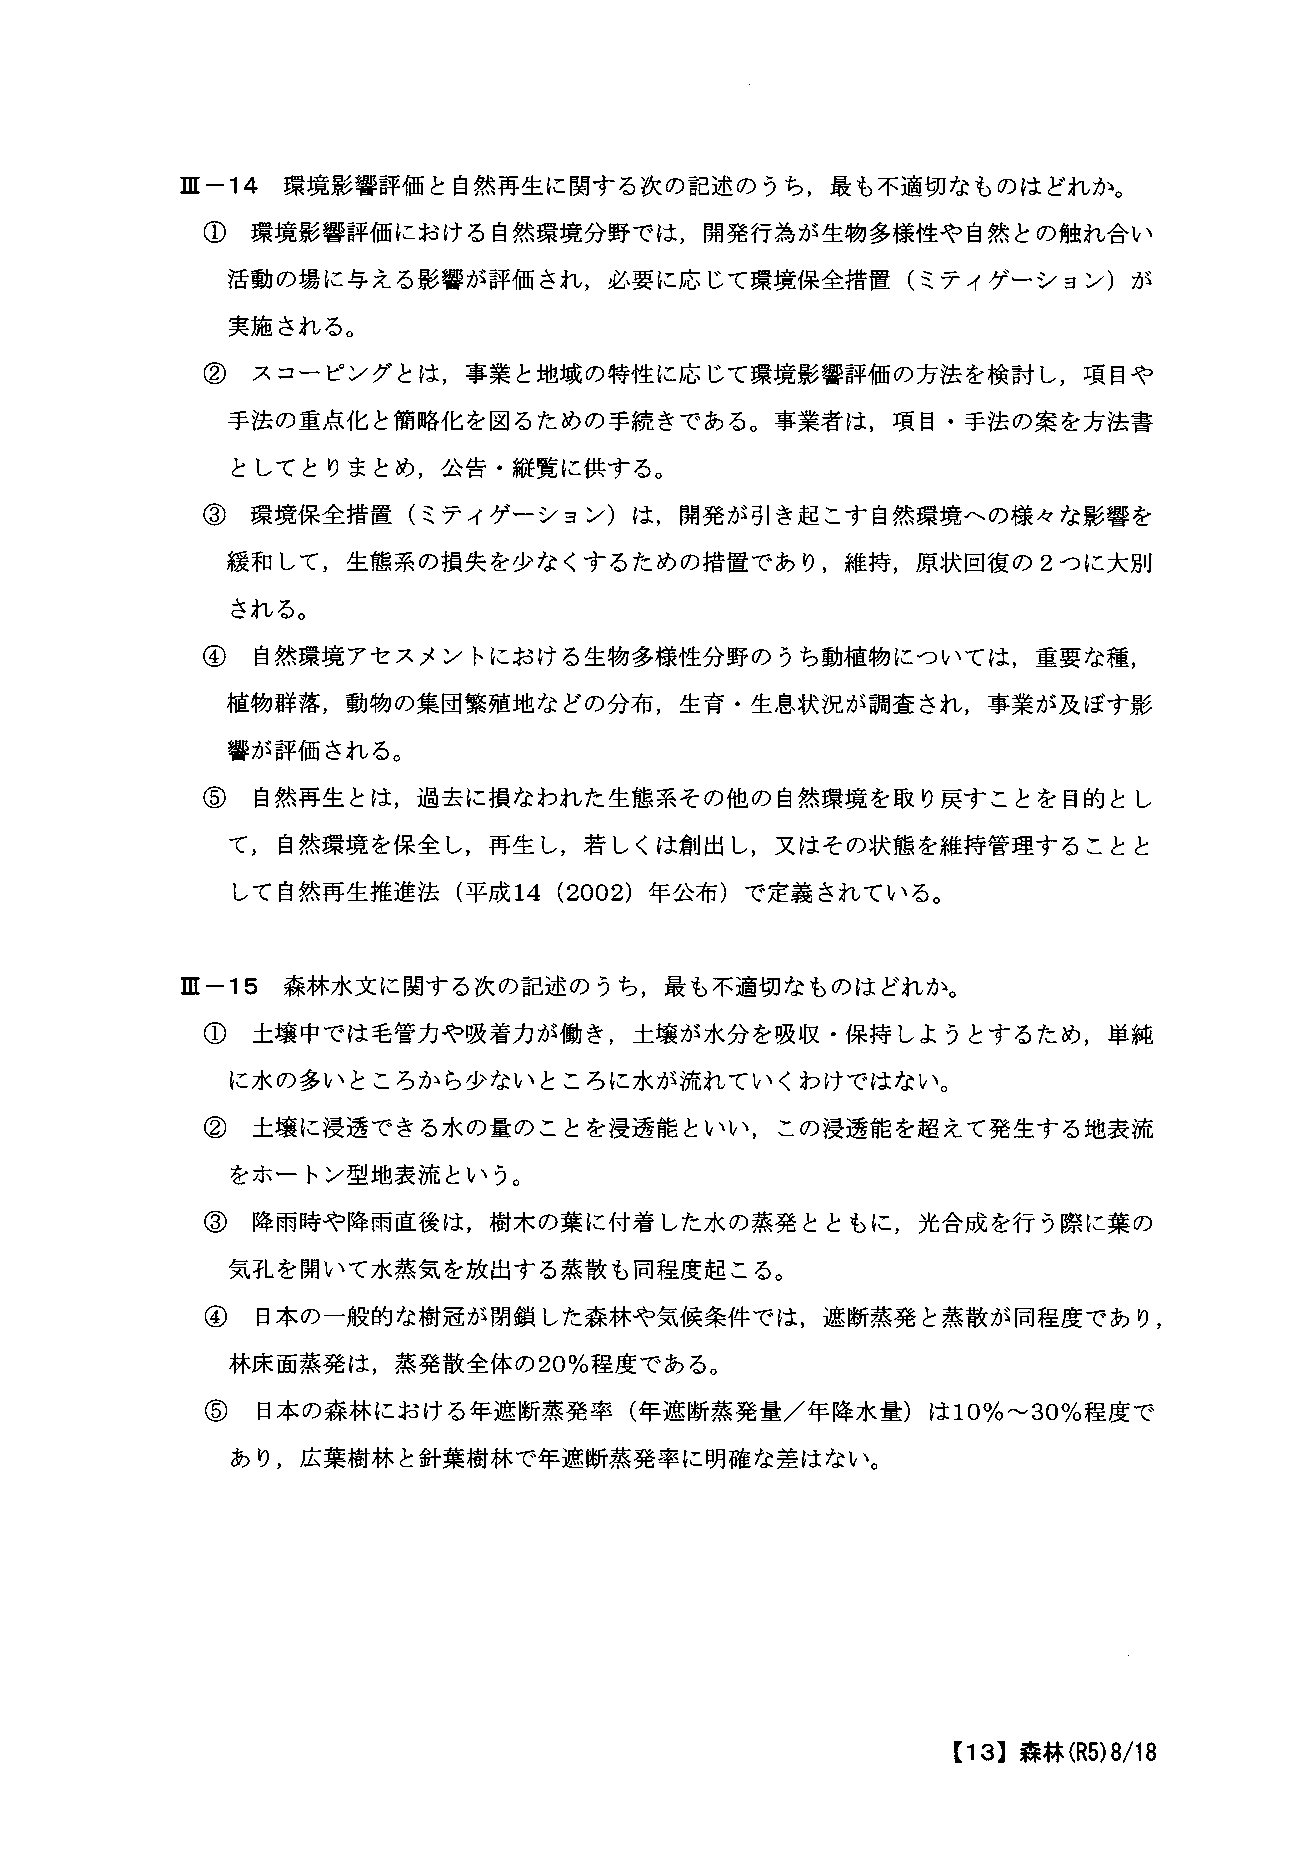 Ⅲ－14　環境影響評価と自然再生に関する次の記述のうち，最も不適切なものはどれか。
①　環境影響評価における自然環境分野では，開発行為が生物多様性や自然との触れ合い
活動の場に与える影響が評価され，必要に応じて環境保全措置（ミティゲーション）が
実施される。
②　スコーピングとは，事業と地域の特性に応じて環境影響評価の方法を検討し，項目や
手法の重点化と簡略化を図るための手続きである。事業者は，項目・手法の案を方法書
としてとりまとめ，公告・縦覧に供する。
③　環境保全措置（ミティゲーション）は，開発が引き起こす自然環境への様々な影響を
緩和して，生態系の損失を少なくするための措置であり，維持，原状回復の２つに大別
される。
④　自然環境アセスメントにおける生物多様性分野のうち動植物については，重要な種，
植物群落，動物の集団繁殖地などの分布，生育・生息状況が調査され，事業が及ぼす影
響が評価される。
⑤　自然再生とは，過去に損なわれた生態系その他の自然環境を取り戻すことを目的とし
て，自然環境を保全し，再生し，若しくは創出し，又はその状態を維持管理することと
して自然再生推進法（平成14（2002）年公布）で定義されている。
Ⅲ－15　森林水文に関する次の記述のうち，最も不適切なものはどれか。
①　土壌中では毛管力や吸着力が働き，土壌が水分を吸収・保持しようとするため，単純
に水の多いところから少ないところに水が流れていくわけではない。
②　土壌に浸透できる水の量のことを浸透能といい，この浸透能を超えて発生する地表流
をホートン型地表流という。
③　降雨時や降雨直後は，樹木の葉に付着した水の蒸発とともに，光合成を行う際に葉の
気孔を開いて水蒸気を放出する蒸散も同程度起こる。
④　日本の一般的な樹冠が閉鎖した森林や気候条件では，遮断蒸発と蒸散が同程度であり，
林床面蒸発は，蒸発散全体の20％程度である。
⑤　日本の森林における年遮断蒸発率（年遮断蒸発量／年降水量）は10％～30％程度で
あり，広葉樹林と針葉樹林で年遮断蒸発率に明確な差はない。
【13】森林(R5)8/18